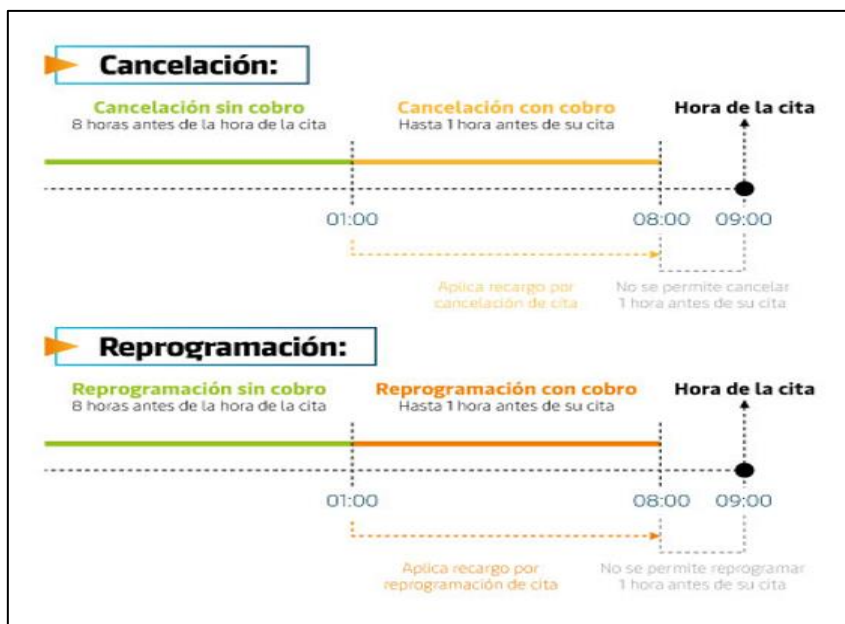 Cancelación:
Cancelación sin cobro
8 horas antes de la hora de la cita
Cancelación con cobro
Hasta 1 hora antes de su cita
Hora de la cita
01:00
08:00
09:00
Aplica recargo por
cancelación de cita
No se permite cancelar
1 hora antes de su cita
Reprogramación:
Reprogramación sin cobro
8 horas antes de la hora de la cita
Reprogramación con cobro
Hasta 1 hora antes de su cita
Hora de la cita
01:00
08:00
09:00
Aplica recargo por
reprogramación de cita
No se permite reprogramar
1 hora antes de su cita